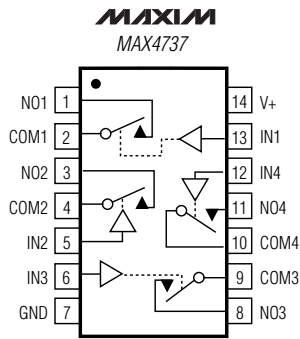 MAXIM
MAX4737
NO1 1
COM1 2
NO2 3
COM2 4
IN2 5
IN3 6
GND 7
14 V+
13 IN1
12 IN4
11 NO4
10 COM4
9 COM3
8 NO3